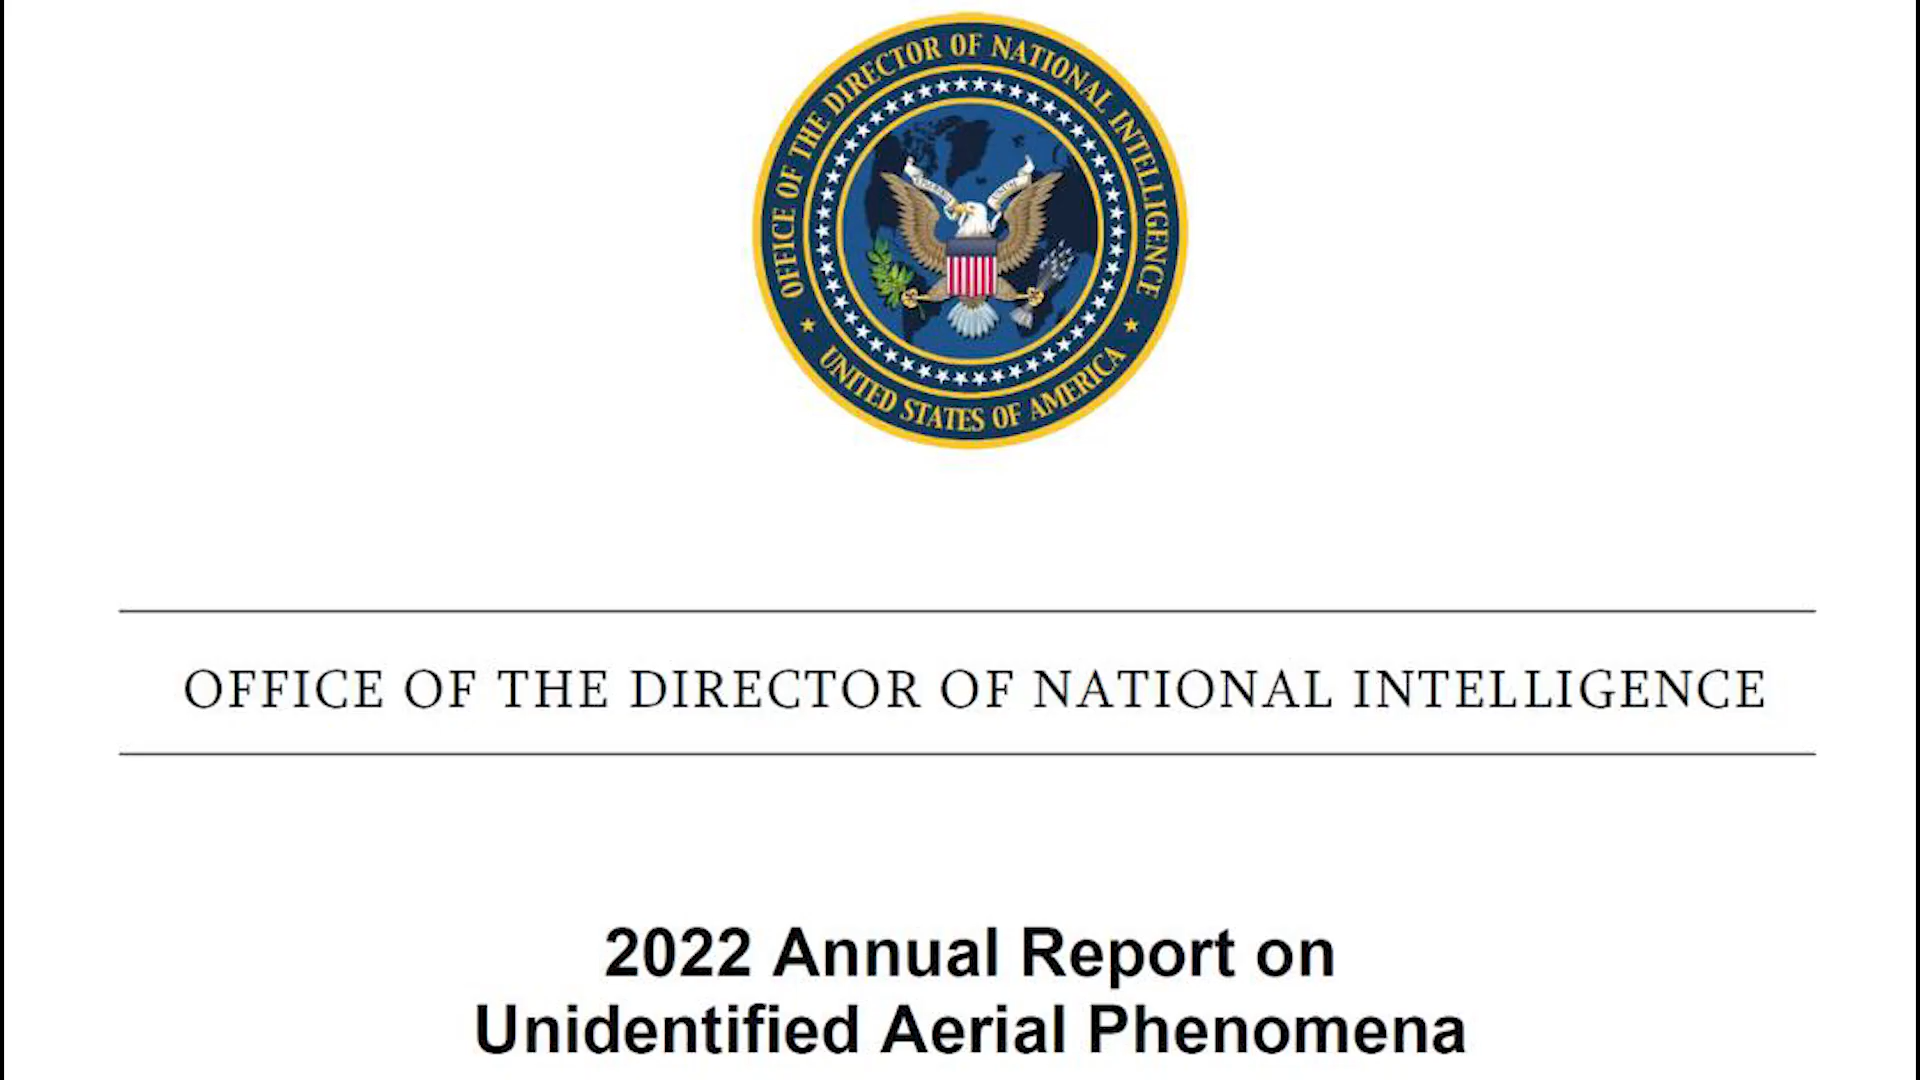 OFFICE OF THE DIRECTOR OF NATIONAL INTELLIGENCE
UNITED STATES OF AMERICA
OFFICE OF THE DIRECTOR OF NATIONAL INTELLIGENCE
2022 Annual Report on
Unidentified Aerial Phenomena